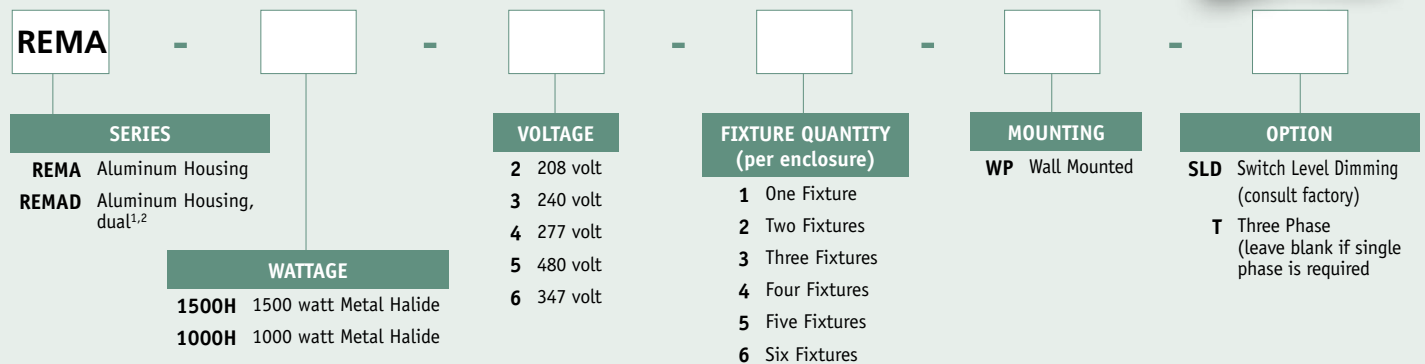 REMA - - - - -
SERIES
REMA Aluminum Housing
REMAD Aluminum Housing,
dual1,2
WATTAGE
1500H 1500 watt Metal Halide
1000H 1000 watt Metal Halide
VOLTAGE
2 208 volt
3 240 volt
4 277 volt
5 480 volt
6 347 volt
FIXTURE QUANTITY
(per enclosure)
1 One Fixture
2 Two Fixtures
3 Three Fixtures
4 Four Fixtures
5 Five Fixtures
6 Six Fixtures
MOUNTING
WP Wall Mounted
OPTION
SLD Switch Level Dimming
(consult factory)
T Three Phase
(leave blank if single
phase is required